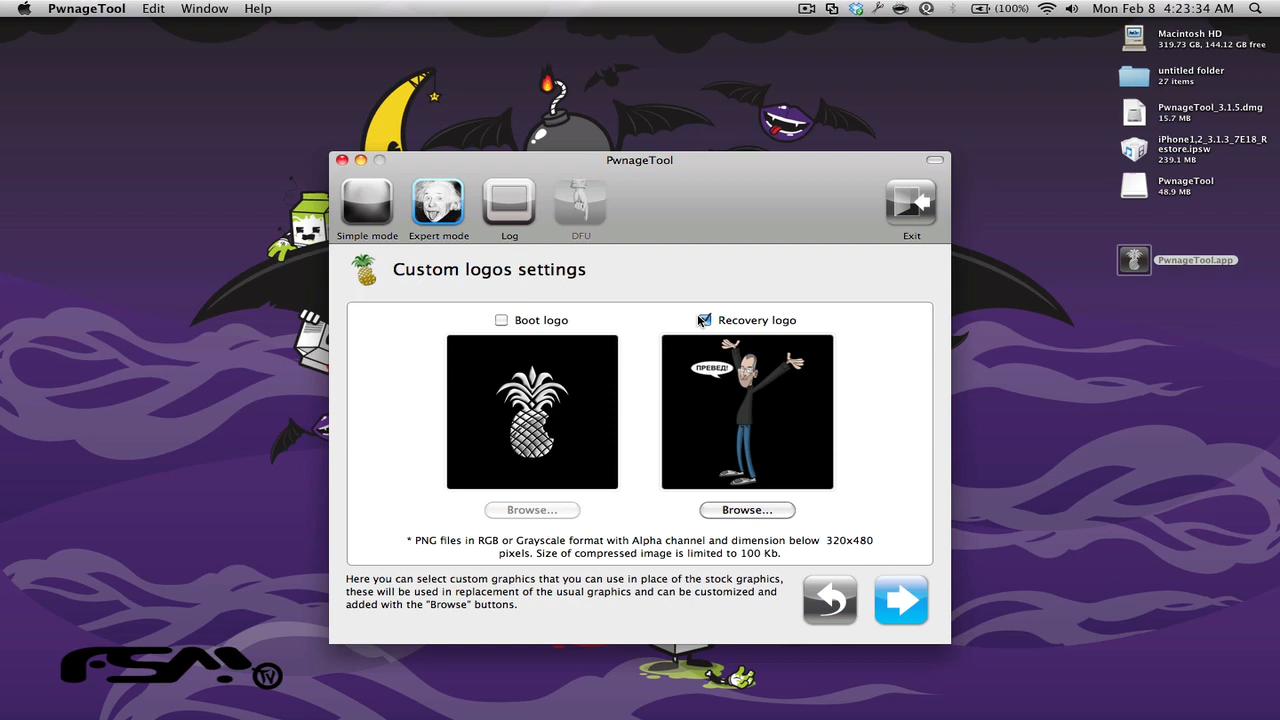 PwnageTool Edit Window Help (100%) Mon Feb 8 4:23:34 AM
Macintosh HD
319.73 GB, 144.12 GB free
untitled folder
27 items
PwnageTool_3.1.5.dmg
15.7 MB
iPhone1,2_3.1.3_7E18_R
estore.ipsw
239.1 MB
PwnageTool
48.9 MB
PwnageTool.app
PwnageTool
Simple mode Expert mode Log DFU Exit
Custom logos settings
Boot logo Recovery logo
ПРЕВЕД!
Browse... Browse...
* PNG files in RGB or Grayscale format with Alpha channel and dimension below 320x480
pixels. Size of compressed image is limited to 100 Kb.
Here you can select custom graphics that you can use in place of the stock graphics,
these will be used in replacement of the usual graphics and can be customized and
added with the "Browse" buttons.
FSM TV